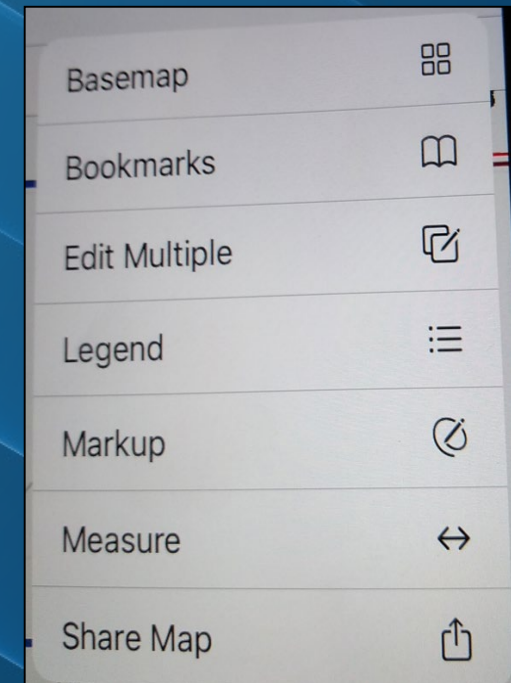 Basemap
Bookmarks
Edit Multiple
Legend
Markup
Measure
Share Map